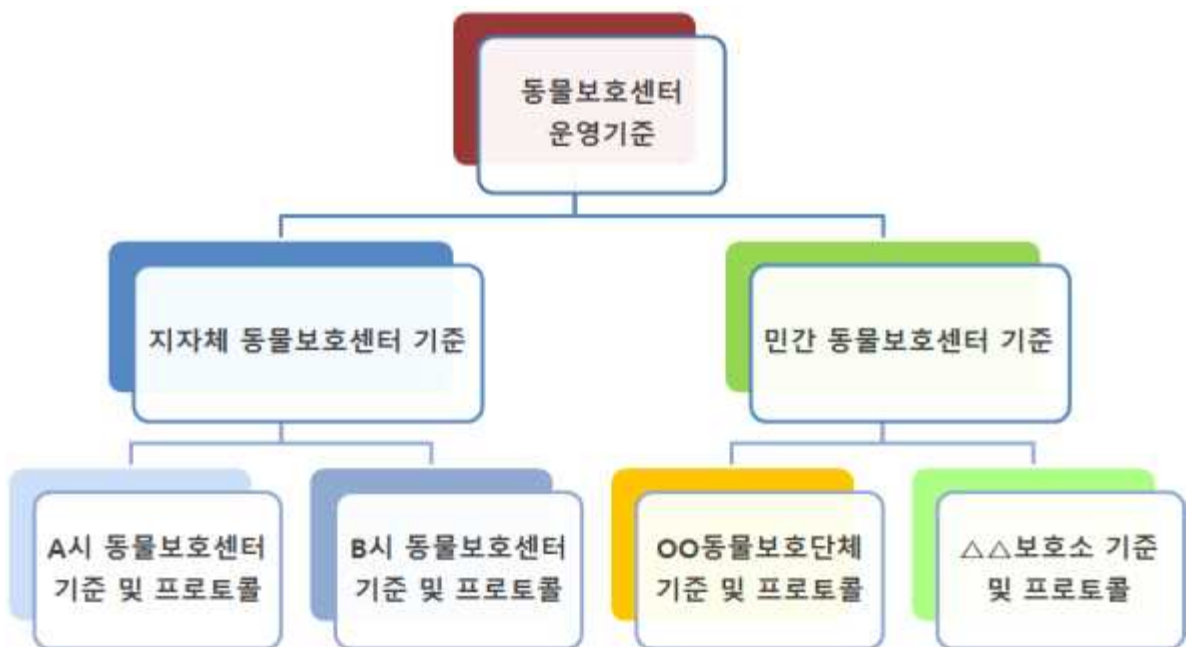 동물보호센터
운영기준
지자체 동물보호센터 기준
민간 동물보호센터 기준
A시 동물보호센터
기준 및 프로토콜
B시 동물보호센터
기준 및 프로토콜
OO동물보호단체
기준 및 프로토콜
△△보호소 기준
및 프로토콜